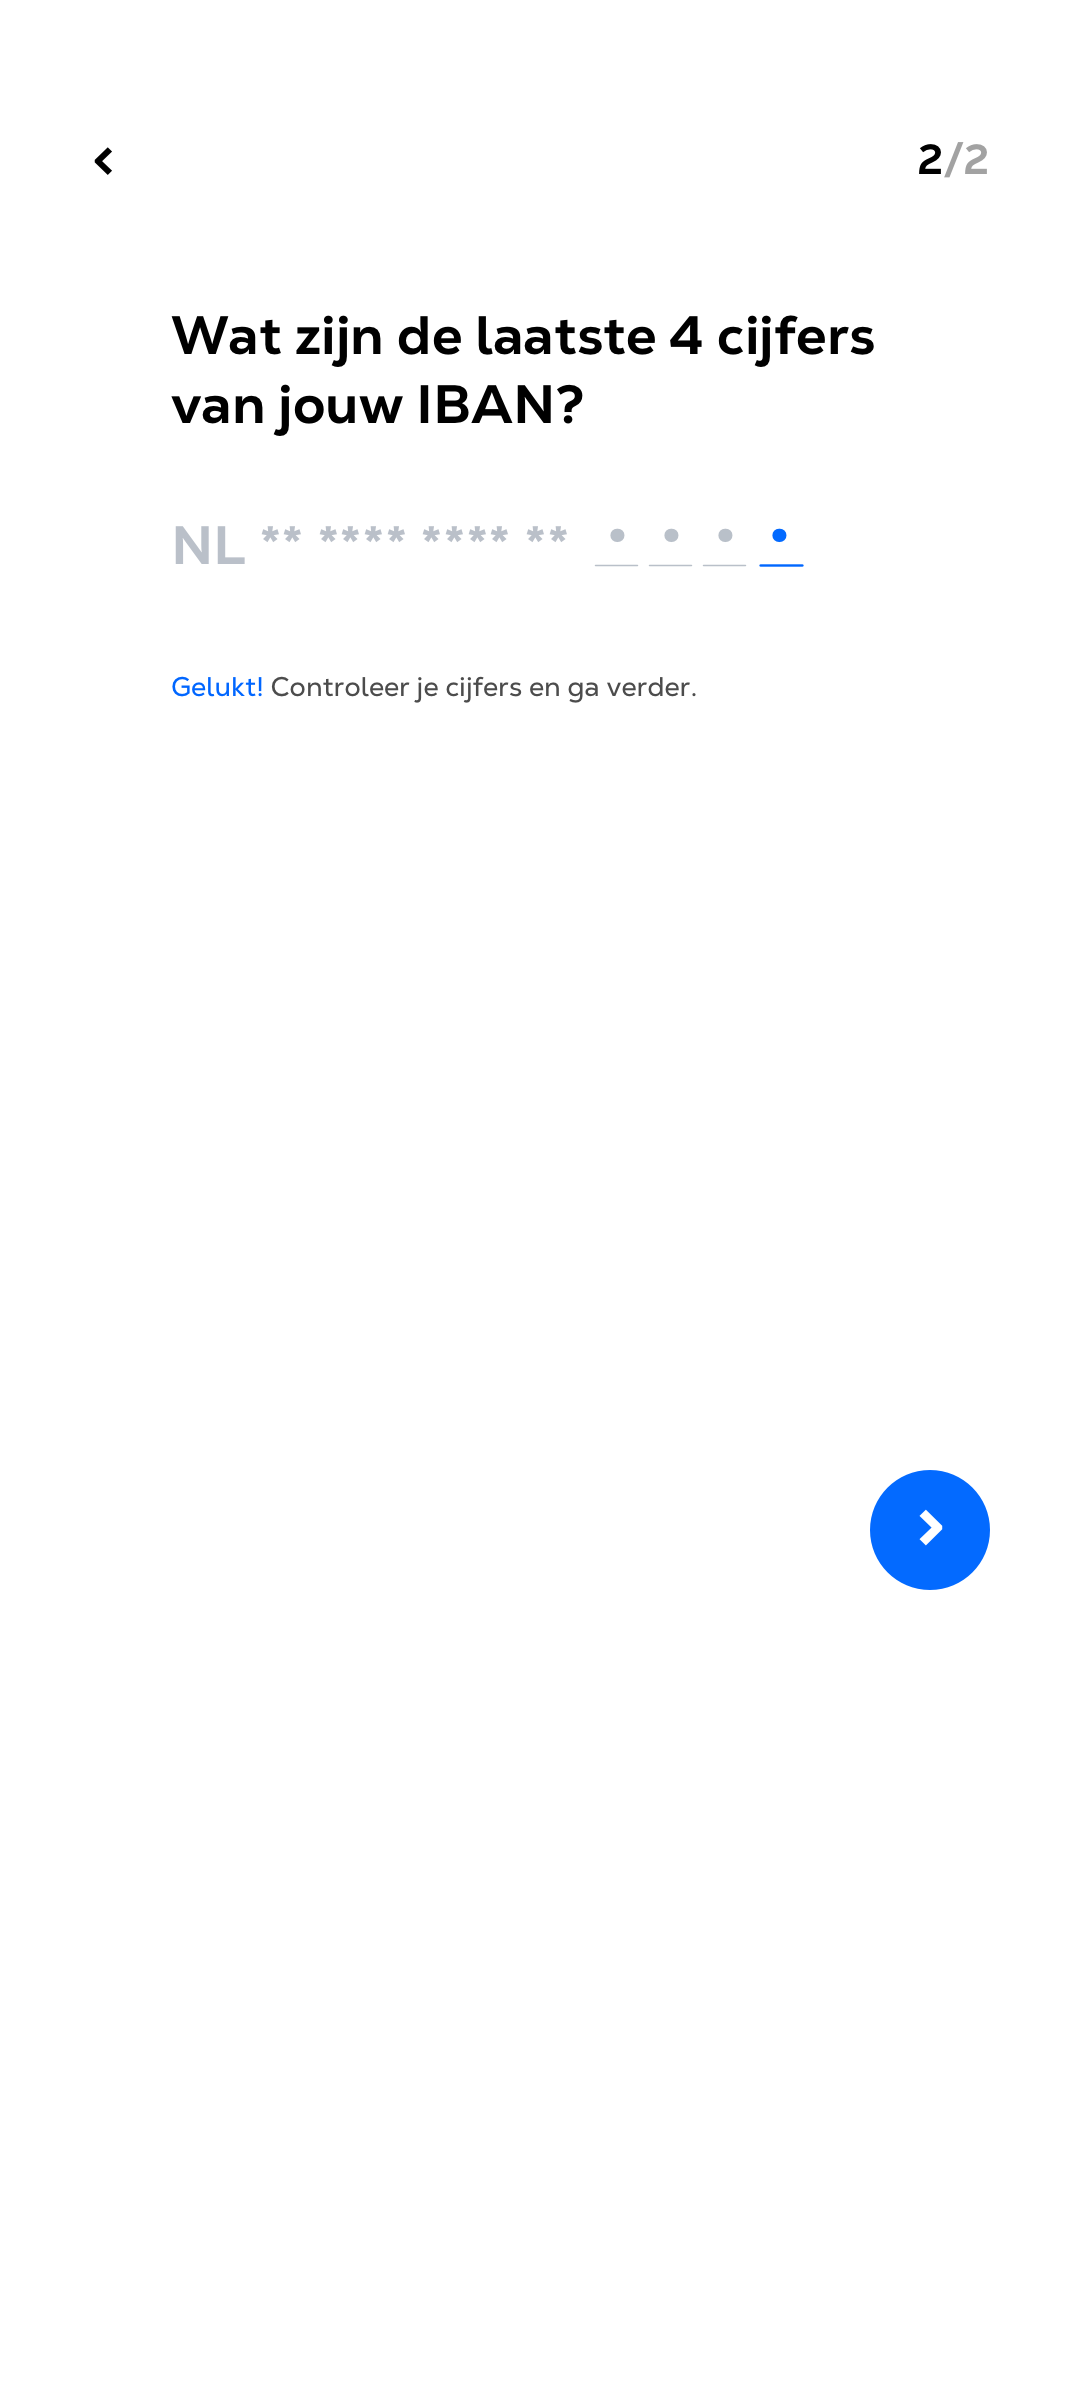 2/2
Wat zijn de laatste 4 cijfers
van jouw IBAN?
NL ** **** **** ** • • • •
Gelukt! Controleer je cijfers en ga verder.